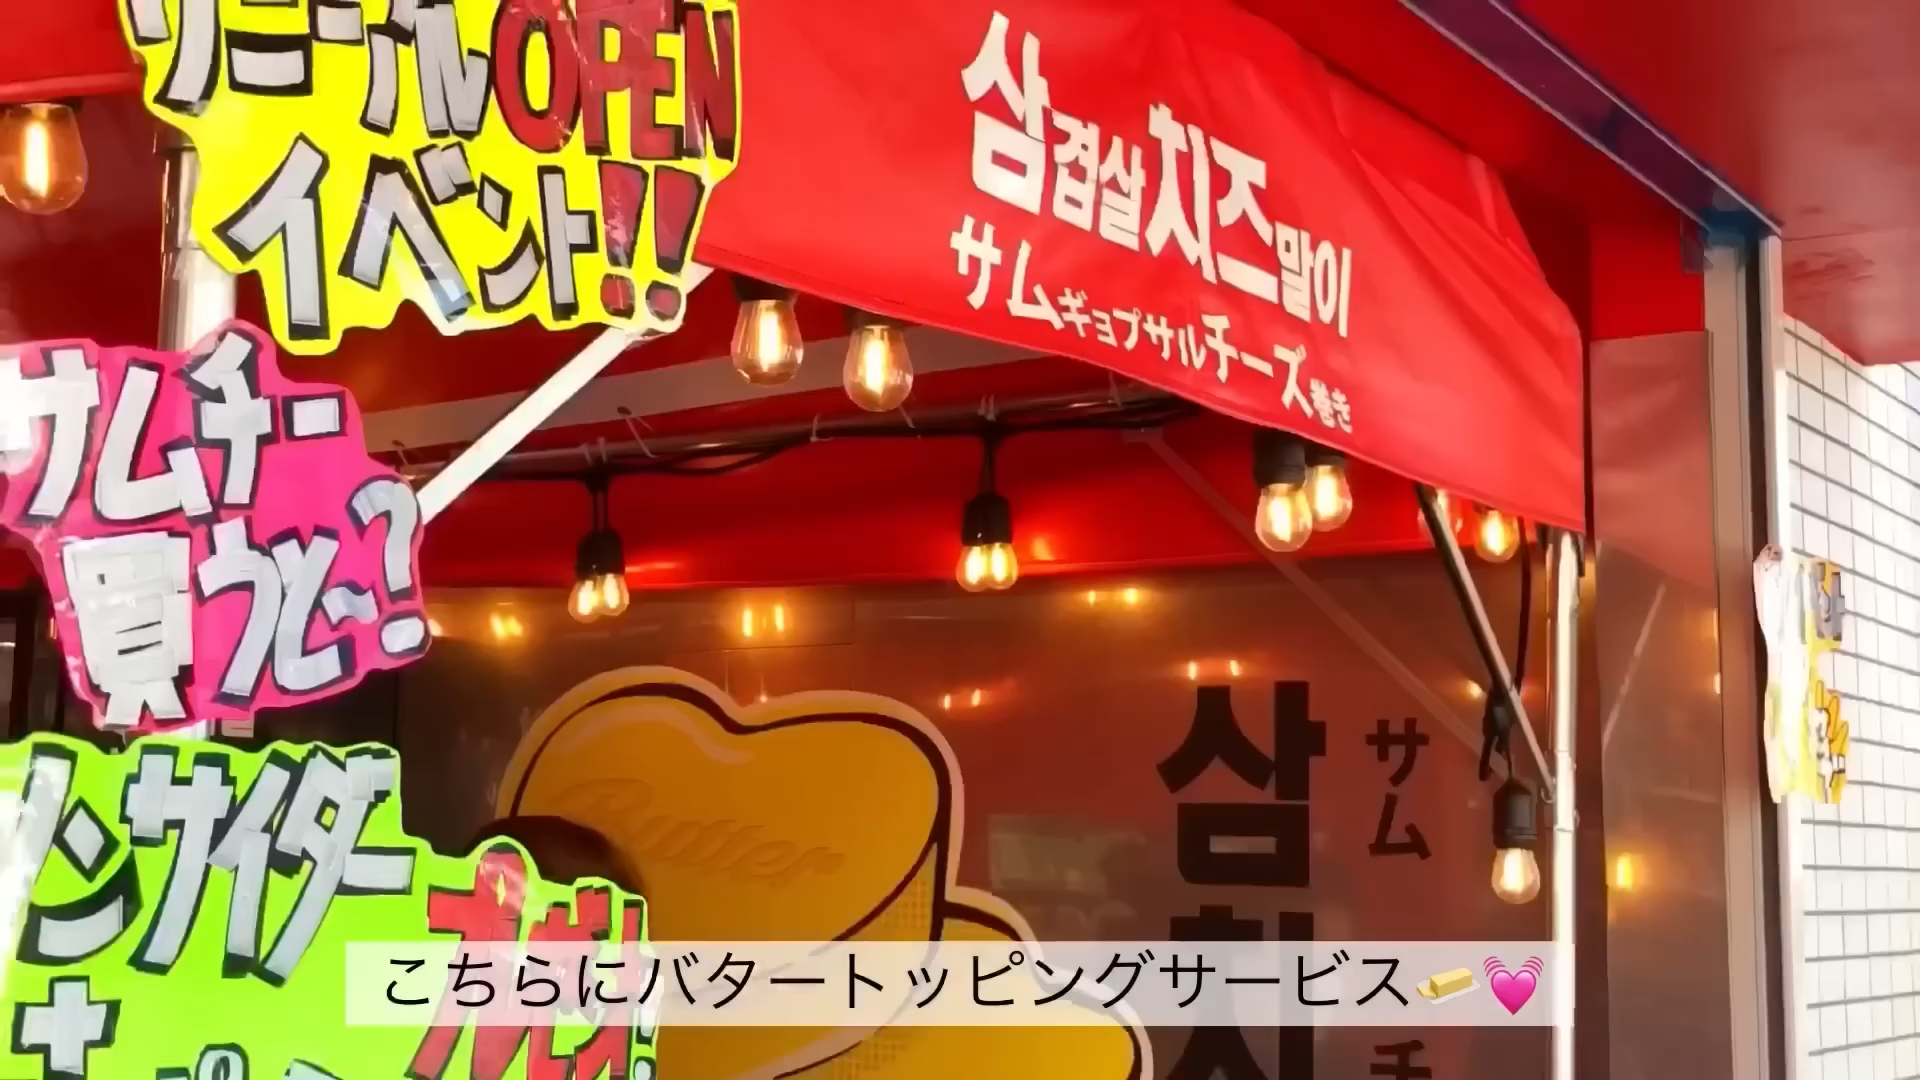 リニューアルOPEN
イベント!!
삼겹살치즈말이
サムギョプサルチーズ巻き
サムチー
買うと〜?!
Butter
삼
サム
チ
ンサイダー
こちらにバタートッピングサービス🧈💓